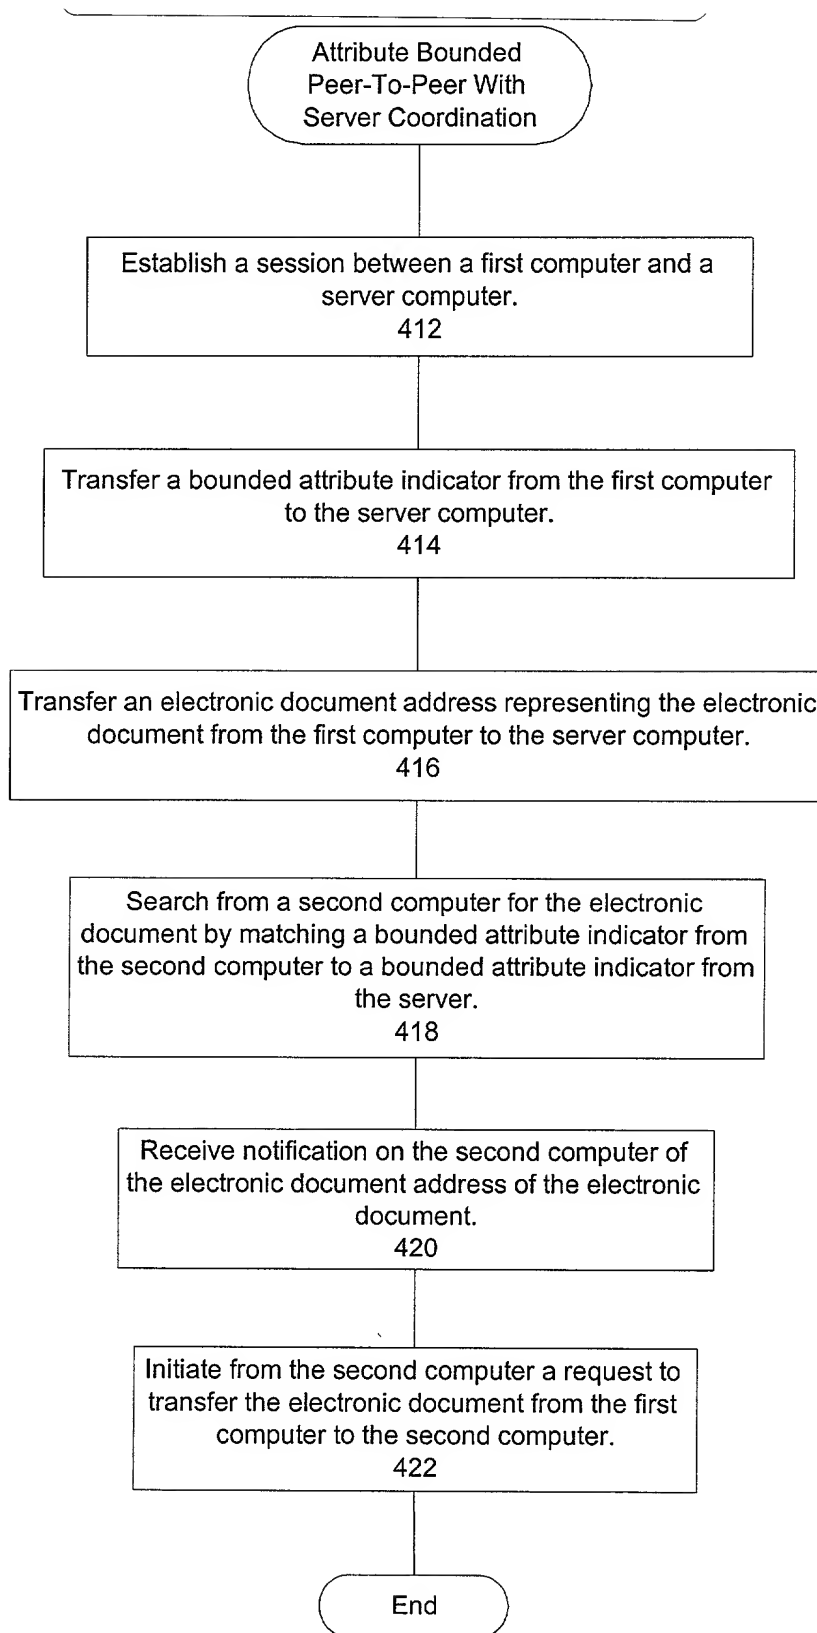 Attribute Bounded
Peer-To-Peer With
Server Coordination
Establish a session between a first computer and a
server computer.
412
Transfer a bounded attribute indicator from the first computer
to the server computer.
414
Transfer an electronic document address representing the electronic
document from the first computer to the server computer.
416
Search from a second computer for the electronic
document by matching a bounded attribute indicator from
the second computer to a bounded attribute indicator from
the server.
418
Receive notification on the second computer of
the electronic document address of the electronic
document.
420
Initiate from the second computer a request to
transfer the electronic document from the first
computer to the second computer.
422
End